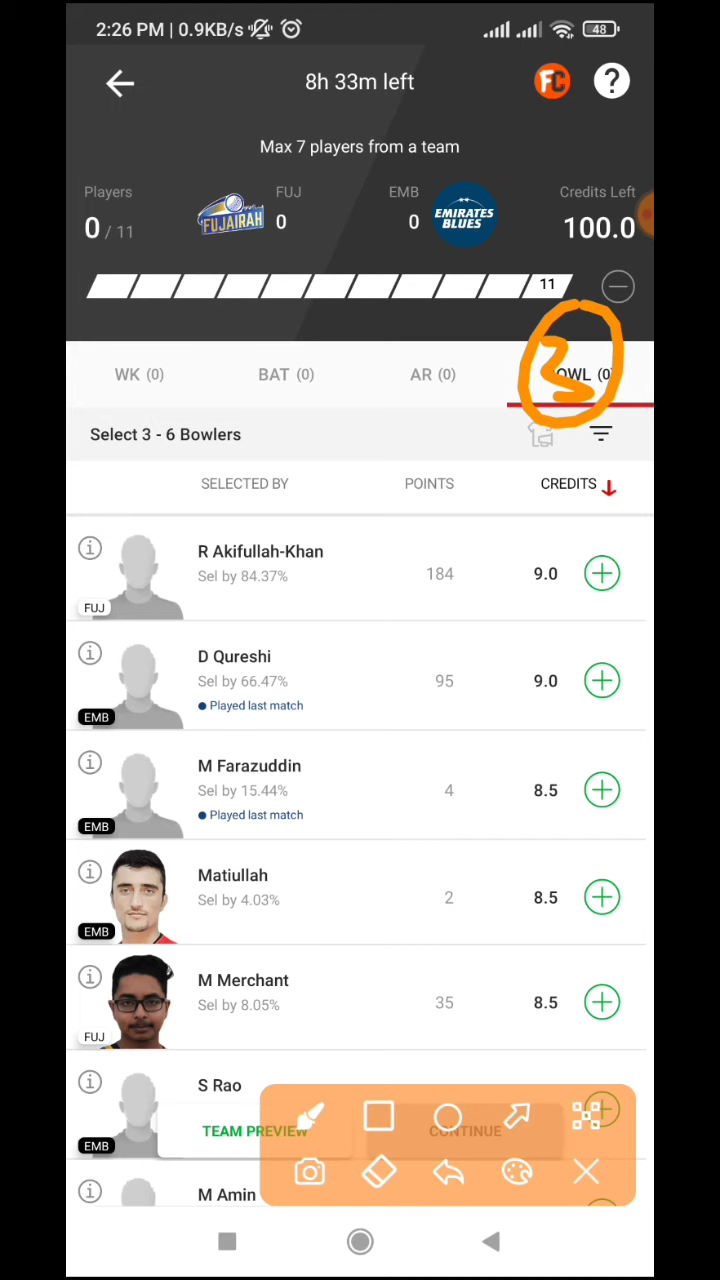 2:26 PM | 0.9KB/s 48
8h 33m left FC ?
Max 7 players from a team
Players FUJ EMB Credits Left
0 / 11 FUJAIRAH 0 0 EMIRATES BLUES 100.0
11
WK (0) BAT (0) AR (0) OWL (0)
3
Select 3 - 6 Bowlers
SELECTED BY POINTS CREDITS
R Akifullah-Khan
Sel by 84.37% 184 9.0
FUJ
D Qureshi
Sel by 66.47% 95 9.0
Played last match
EMB
M Farazuddin
Sel by 15.44% 4 8.5
Played last match
EMB
Matiullah
Sel by 4.03% 2 8.5
EMB
M Merchant
Sel by 8.05% 35 8.5
FUJ
S Rao
TEAM PREVIEW CONTINUE
EMB
M Amin